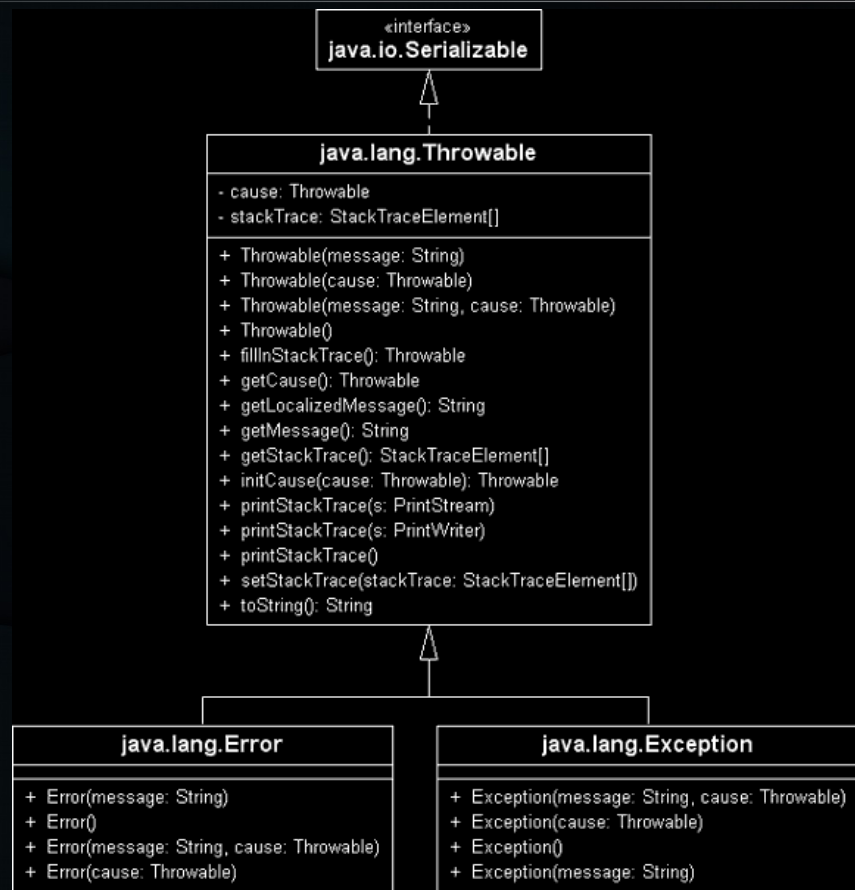 «interface»
java.io.Serializable
java.lang.Throwable
- cause: Throwable
- stackTrace: StackTraceElement[]
+ Throwable(message: String)
+ Throwable(cause: Throwable)
+ Throwable(message: String, cause: Throwable)
+ Throwable()
+ fillInStackTrace(): Throwable
+ getCause(): Throwable
+ getLocalizedMessage(): String
+ getMessage(): String
+ getStackTrace(): StackTraceElement[]
+ initCause(cause: Throwable): Throwable
+ printStackTrace(s: PrintStream)
+ printStackTrace(s: PrintWriter)
+ printStackTrace()
+ setStackTrace(stackTrace: StackTraceElement[])
+ toString(): String
java.lang.Error
+ Error(message: String)
+ Error()
+ Error(message: String, cause: Throwable)
+ Error(cause: Throwable)
java.lang.Exception
+ Exception(message: String, cause: Throwable)
+ Exception(cause: Throwable)
+ Exception()
+ Exception(message: String)